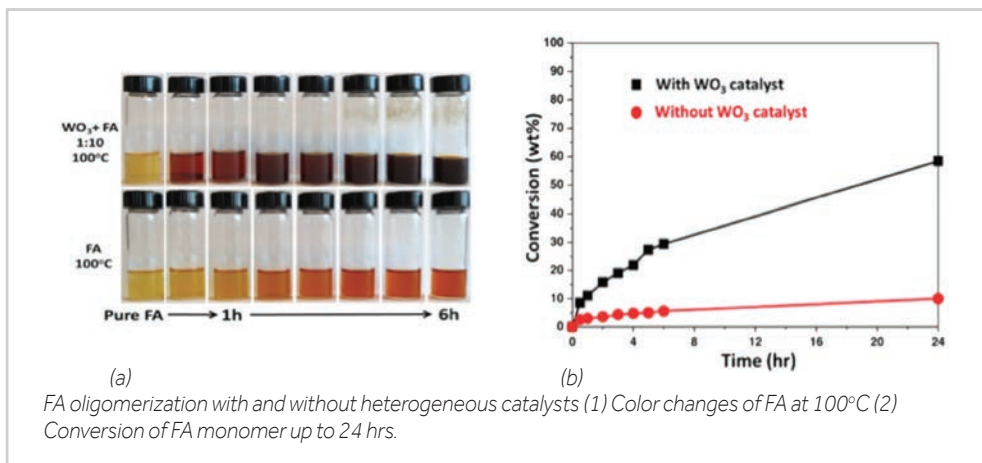 WO₃+ FA
1:10
100°C
FA
100°C
Pure FA
1h
6h
(a)
100
90
80
70
60
50
40
30
20
10
0
Conversion (wt%)
With WO₃ catalyst
Without WO₃ catalyst
0
4
8
12
16
20
24
Time (hr)
(b)
FA oligomerization with and without heterogeneous catalysts (1) Color changes of FA at 100°C (2)
Conversion of FA monomer up to 24 hrs.